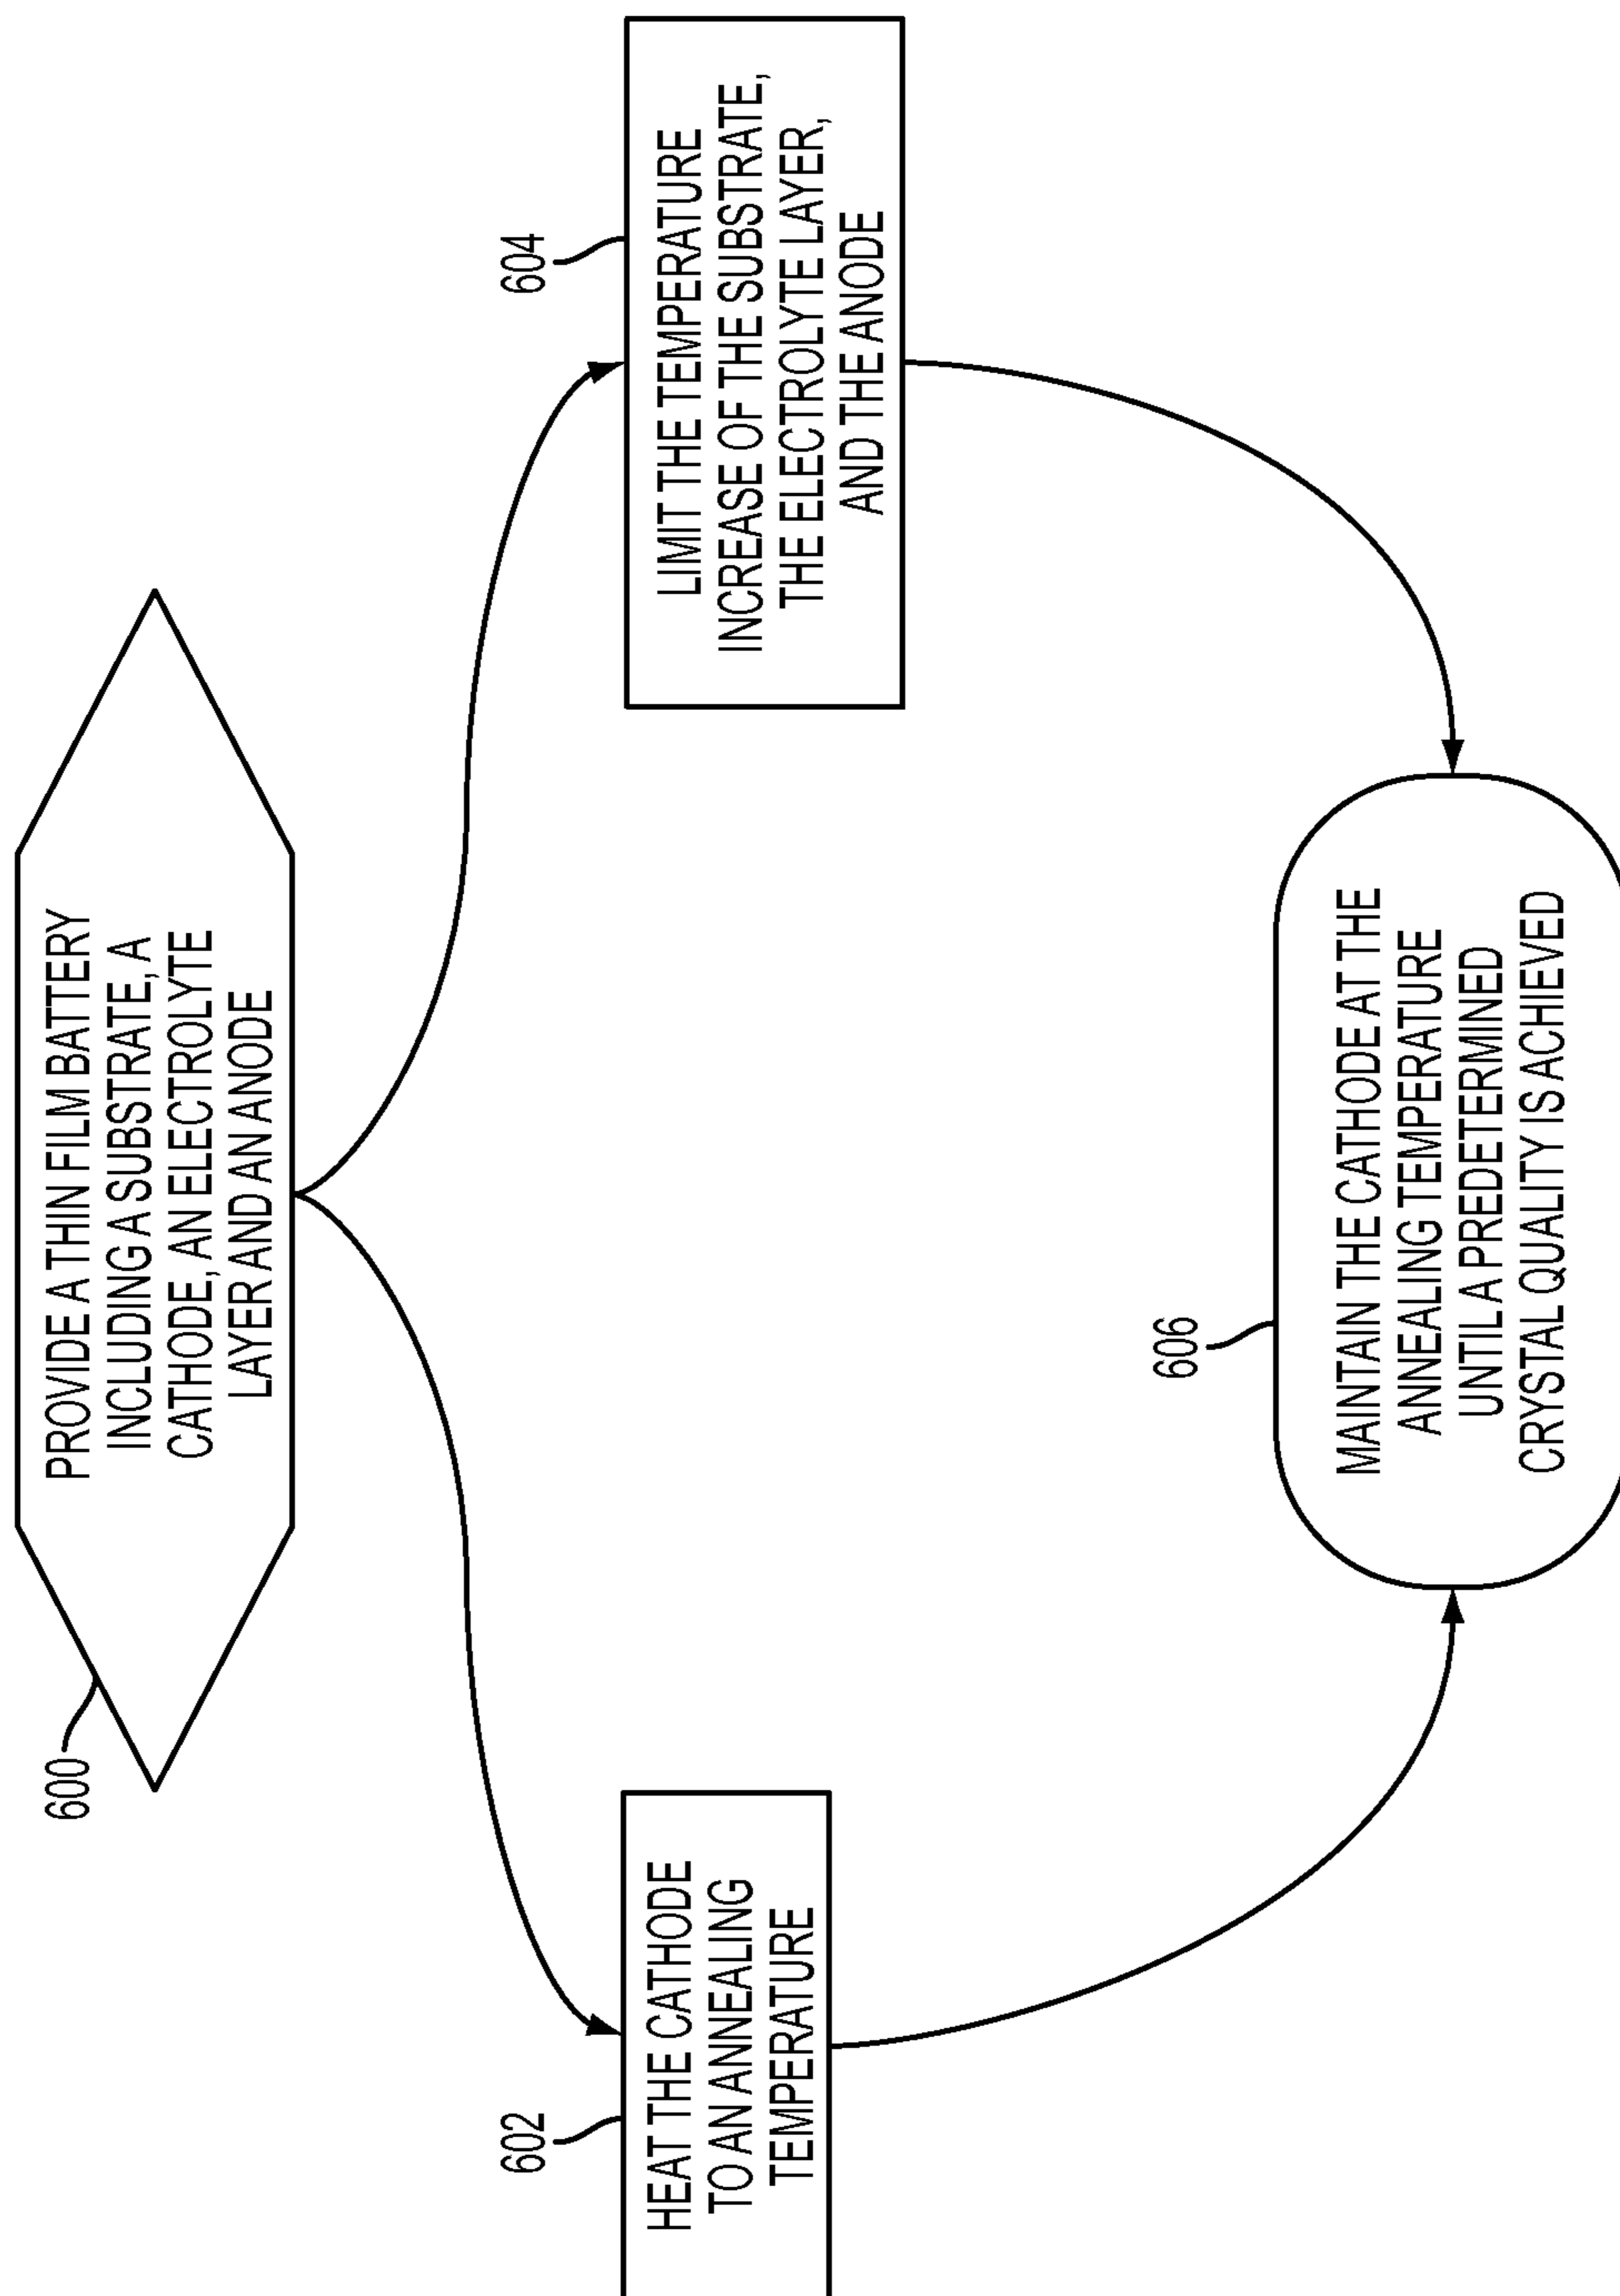 600
PROVIDE A THIN FILM BATTERY
INCLUDING A SUBSTRATE, A
CATHODE, AN ELECTROLYTE
LAYER AND AN ANODE
602
HEAT THE CATHODE
TO AN ANNEALING
TEMPERATURE
604
LIMIT THE TEMPERATURE
INCREASE OF THE SUBSTRATE,
THE ELECTROLYTE LAYER,
AND THE ANODE
606
MAINTAIN THE CATHODE AT THE
ANNEALING TEMPERATURE
UNTIL A PREDETERMINED
CRYSTAL QUALITY IS ACHIEVED